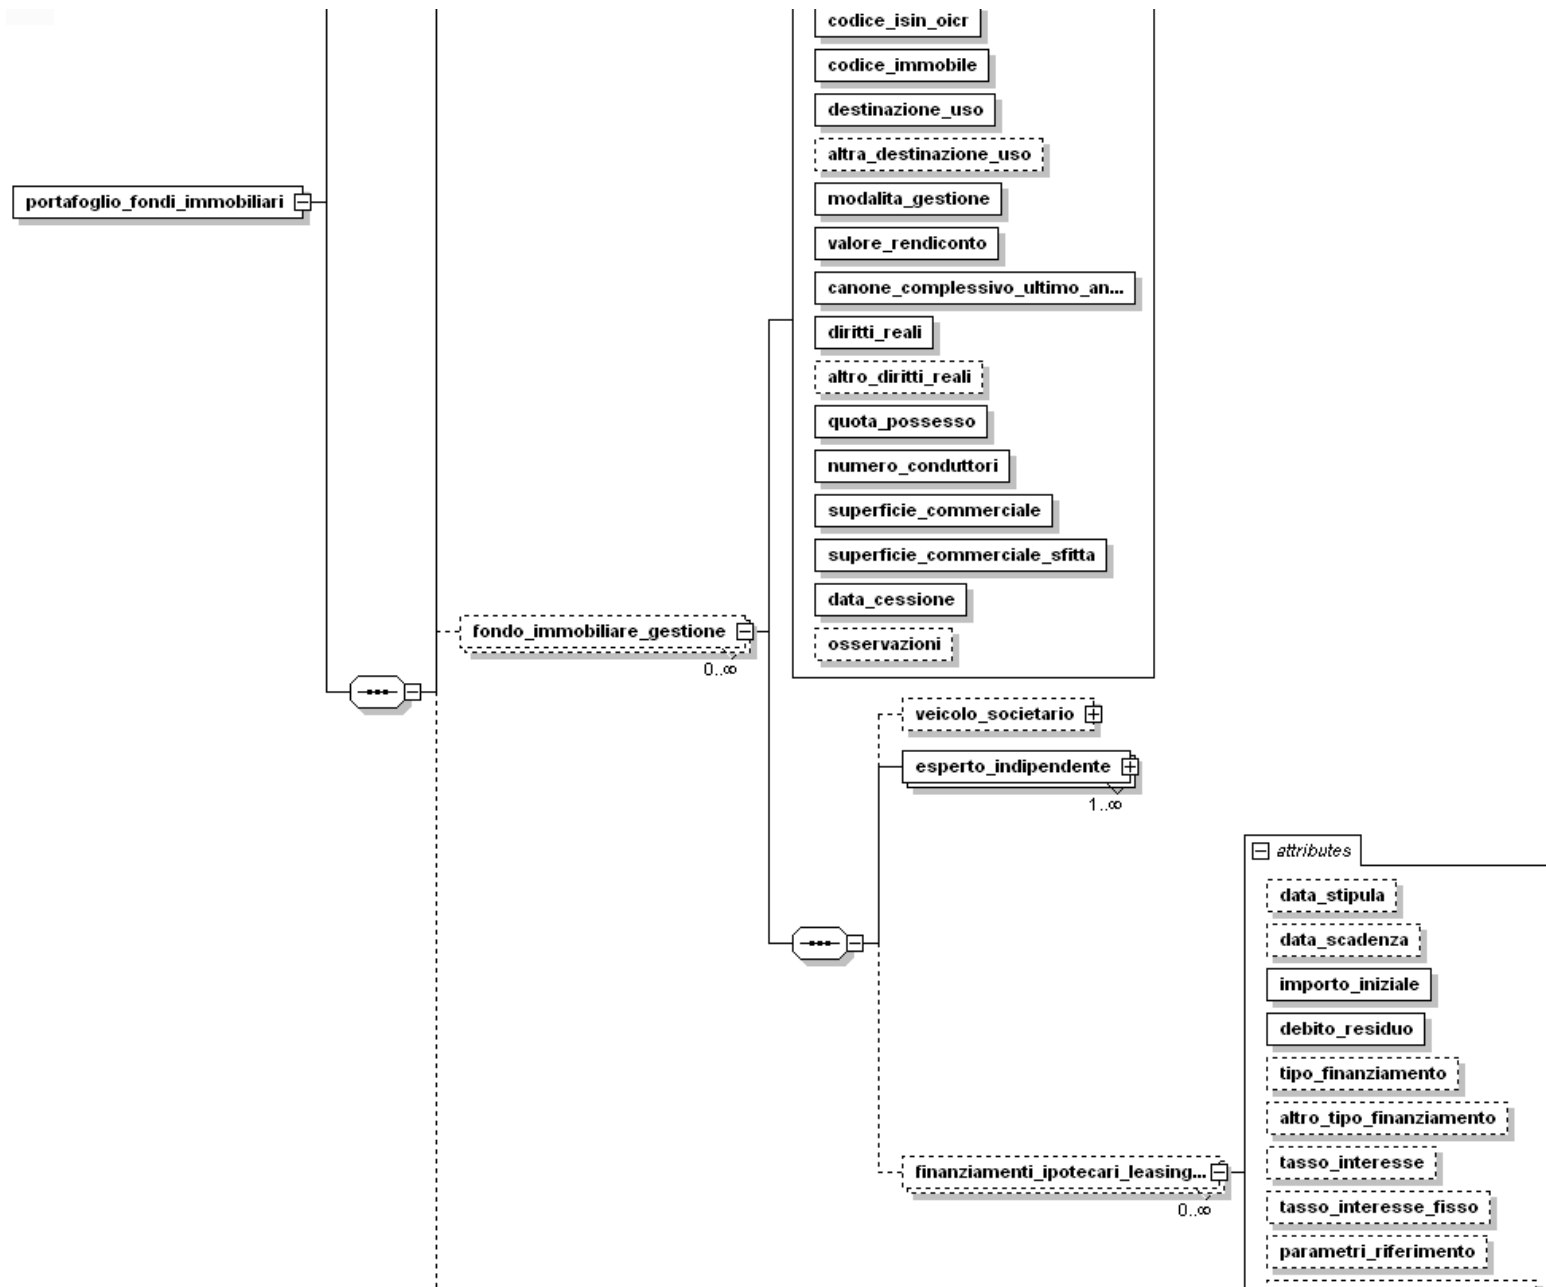 codice_isin_oicr
codice_immobile
destinazione_uso
altra_destinazione_uso
portafoglio_fondi_immobiliari
modalita_gestione
valore_rendiconto
canone_complessivo_ultimo_an...
diritti_reali
altro_diritti_reali
quota_possesso
numero_conduttori
superficie_commerciale
superficie_commerciale_sfitta
data_cessione
fondo_immobiliare_gestione
0..∞
osservazioni
veicolo_societario
esperto_indipendente
1..∞
attributes
data_stipula
data_scadenza
importo_iniziale
debito_residuo
tipo_finanziamento
altro_tipo_finanziamento
finanziamenti_ipotecari_leasing...
0..∞
tasso_interesse
tasso_interesse_fisso
parametri_riferimento